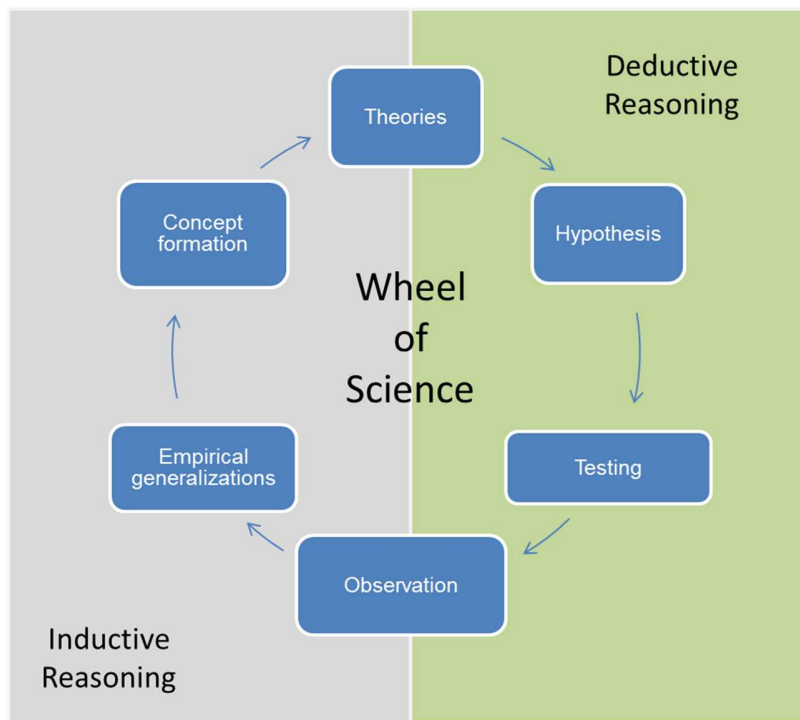 Deductive
Reasoning
Theories
Concept
formation
Hypothesis
Wheel
of
Science
Empirical
generalizations
Testing
Observation
Inductive
Reasoning